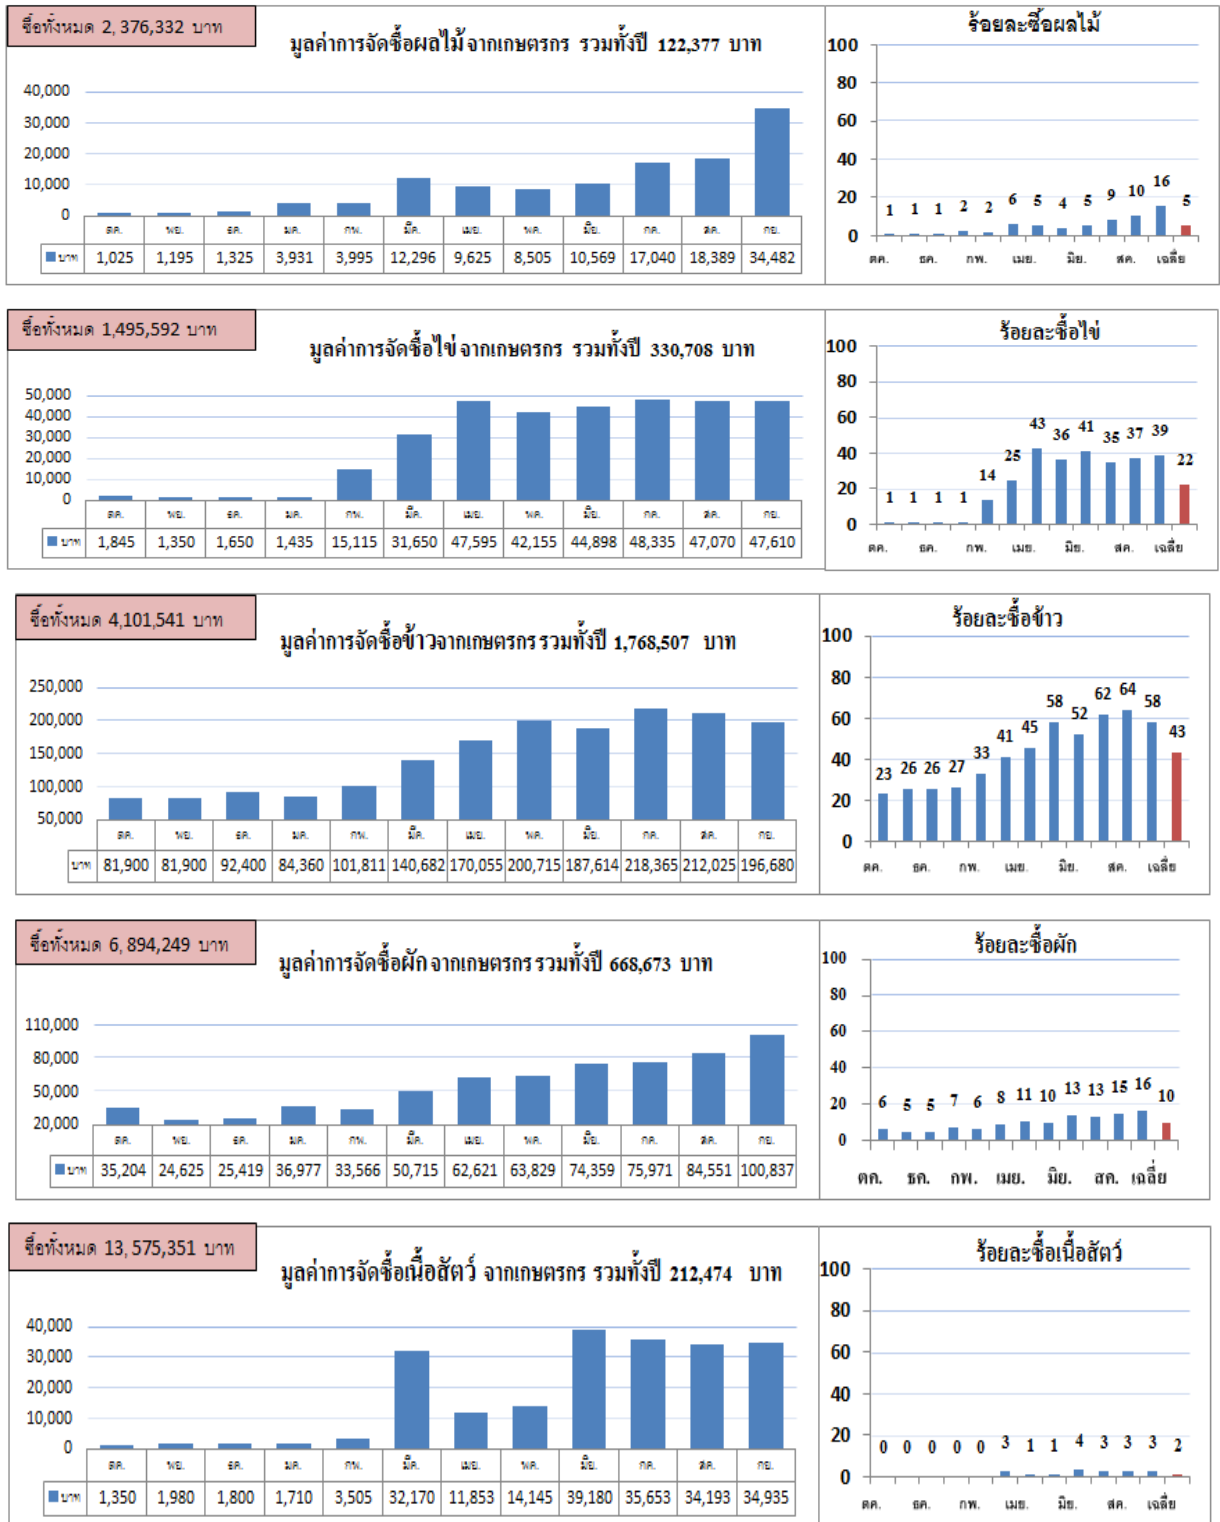 ซื้อทั้งหมด 2,376,332 บาท
มูลค่าการจัดซื้อผลไม้ จากเกษตรกร รวมทั้งปี 122,377 บาท
40,000
30,000
20,000
10,000
0
ตค. พย. ธค. มค. กพ. มีค. เมย. พค. มิย. กค. สค. กย.
บาท 1,025 1,195 1,325 3,931 3,995 12,296 9,625 8,505 10,569 17,040 18,389 34,482
ร้อยละซื้อผลไม้
100
80
60
40
20
0
1 1 1 2 2 6 5 4 5 9 10 16 5
ตค. ธค. กพ. เมย. มิย. สค. เฉลี่ย
ซื้อทั้งหมด 1,495,592 บาท
มูลค่าการจัดซื้อไข่ จากเกษตรกร รวมทั้งปี 330,708 บาท
50,000
40,000
30,000
20,000
10,000
0
ตค. พย. ธค. มค. กพ. มีค. เมย. พค. มิย. กค. สค. กย.
บาท 1,845 1,350 1,650 1,435 15,115 31,650 47,595 42,155 44,898 48,335 47,070 47,610
ร้อยละซื้อไข่
100
80
60
40
20
0
1 1 1 1 14 25 43 36 41 35 37 39 22
ตค. ธค. กพ. เมย. มิย. สค. เฉลี่ย
ซื้อทั้งหมด 4,101,541 บาท
มูลค่าการจัดซื้อข้าวจากเกษตรกร รวมทั้งปี 1,768,507 บาท
250,000
200,000
150,000
100,000
50,000
ตค. พย. ธค. มค. กพ. มีค. เมย. พค. มิย. กค. สค. กย.
บาท 81,900 81,900 92,400 84,360 101,811 140,682 170,055 200,715 187,614 218,365 212,025 196,680
ร้อยละซื้อข้าว
100
80
60
40
20
0
23 26 26 27 33 41 45 58 52 62 64 58 43
ตค. ธค. กพ. เมย. มิย. สค. เฉลี่ย
ซื้อทั้งหมด 6,894,249 บาท
มูลค่าการจัดซื้อผัก จากเกษตรกร รวมทั้งปี 668,673 บาท
110,000
80,000
50,000
20,000
ตค. พย. ธค. มค. กพ. มีค. เมย. พค. มิย. กค. สค. กย.
บาท 35,204 24,625 25,419 36,977 33,566 50,715 62,621 63,829 74,359 75,971 84,551 100,837
ร้อยละซื้อผัก
100
80
60
40
20
0
6 5 5 7 6 8 11 10 13 13 15 16 10
ตค. ธค. กพ. เมย. มิย. สค. เฉลี่ย
ซื้อทั้งหมด 13,575,351 บาท
มูลค่าการจัดซื้อเนื้อสัตว์ จากเกษตรกร รวมทั้งปี 212,474 บาท
40,000
30,000
20,000
10,000
0
ตค. พย. ธค. มค. กพ. มีค. เมย. พค. มิย. กค. สค. กย.
บาท 1,350 1,980 1,800 1,710 3,505 32,170 11,853 14,145 39,180 35,653 34,193 34,935
ร้อยละซื้อเนื้อสัตว์
100
80
60
40
20
0
0 0 0 0 0 3 1 1 4 3 3 3 2
ตค. ธค. กพ. เมย. มิย. สค. เฉลี่ย